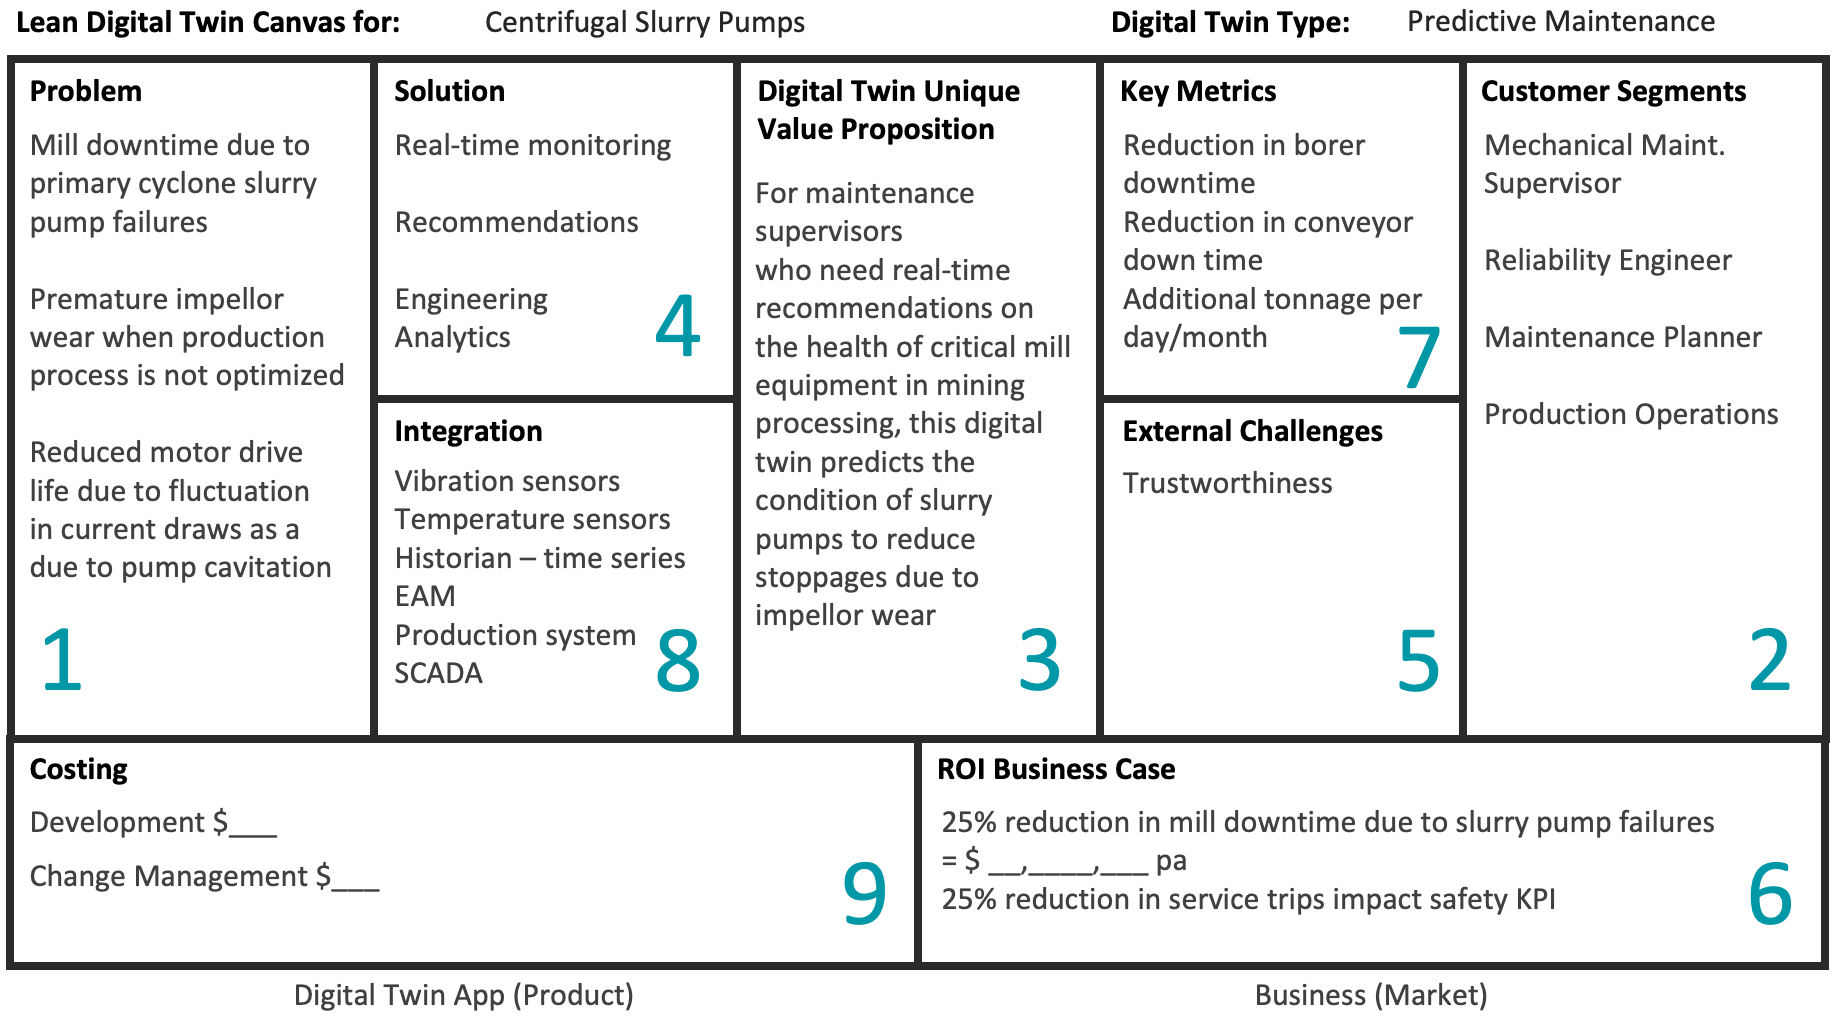 Lean Digital Twin Canvas for: Centrifugal Slurry Pumps
Digital Twin Type: Predictive Maintenance
Problem
Mill downtime due to
primary cyclone slurry
pump failures
Premature impellor
wear when production
process is not optimized
Reduced motor drive
life due to fluctuation
in current draws as a
due to pump cavitation
1
Solution
Real-time monitoring
Recommendations
Engineering
Analytics
4
Integration
Vibration sensors
Temperature sensors
Historian – time series
EAM
Production system
SCADA
8
Digital Twin Unique
Value Proposition
For maintenance
supervisors
who need real-time
recommendations on
the health of critical mill
equipment in mining
processing, this digital
twin predicts the
condition of slurry
pumps to reduce
stoppages due to
impellor wear
3
Key Metrics
Reduction in borer
downtime
Reduction in conveyor
down time
Additional tonnage per
day/month
7
External Challenges
Trustworthiness
5
Customer Segments
Mechanical Maint.
Supervisor
Reliability Engineer
Maintenance Planner
Production Operations
2
Costing
Development $___
Change Management $___
9
ROI Business Case
25% reduction in mill downtime due to slurry pump failures
= $ __,____,___ pa
25% reduction in service trips impact safety KPI
6
Digital Twin App (Product)
Business (Market)